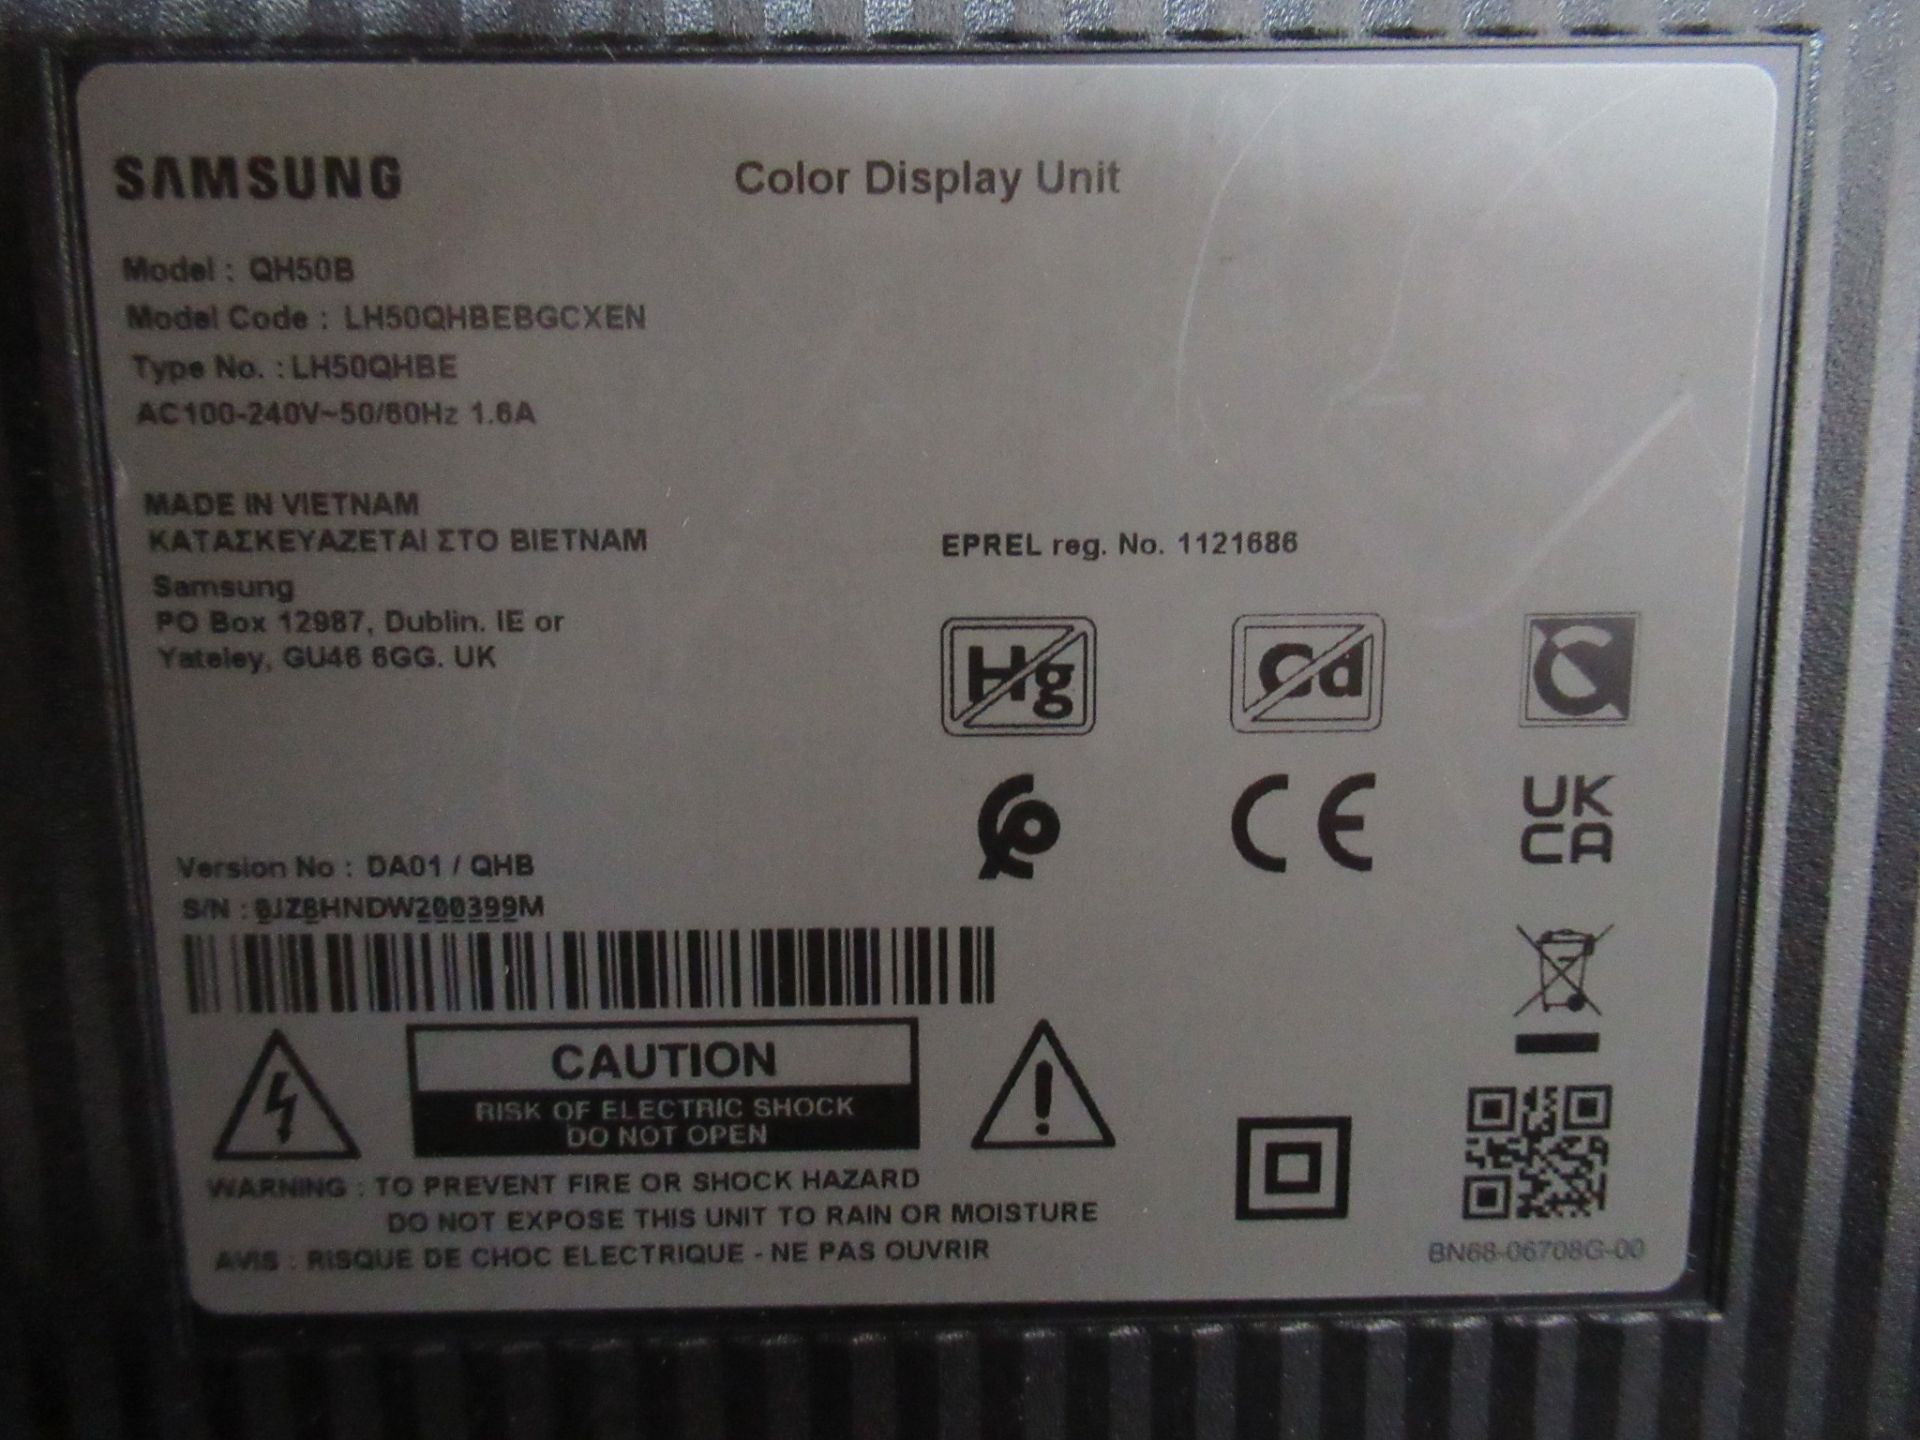 SAMSUNG
Color Display Unit
Model : QH50B
Model Code : LH50QHBEBGCXEN
Type No. : LH50QHBE
AC100-240V~50/60Hz 1.6A
MADE IN VIETNAM
ΚΑΤΑΣΚΕΥΑΖΕΤΑΙ ΣΤΟ ΒΙΕΤΝΑΜ
Samsung
PO Box 12987, Dublin. IE or
Yateley, GU46 6GG. UK
EPREL reg. No. 1121686
Hg
Cd
CE
UK
CA
Version No : DA01 / QHB
S/N :
CAUTION
RISK OF ELECTRIC SHOCK
DO NOT OPEN
WARNING : TO PREVENT FIRE OR SHOCK HAZARD
DO NOT EXPOSE THIS UNIT TO RAIN OR MOISTURE
AVIS : RISQUE DE CHOC ELECTRIQUE - NE PAS OUVRIR
BN68-06708G-00